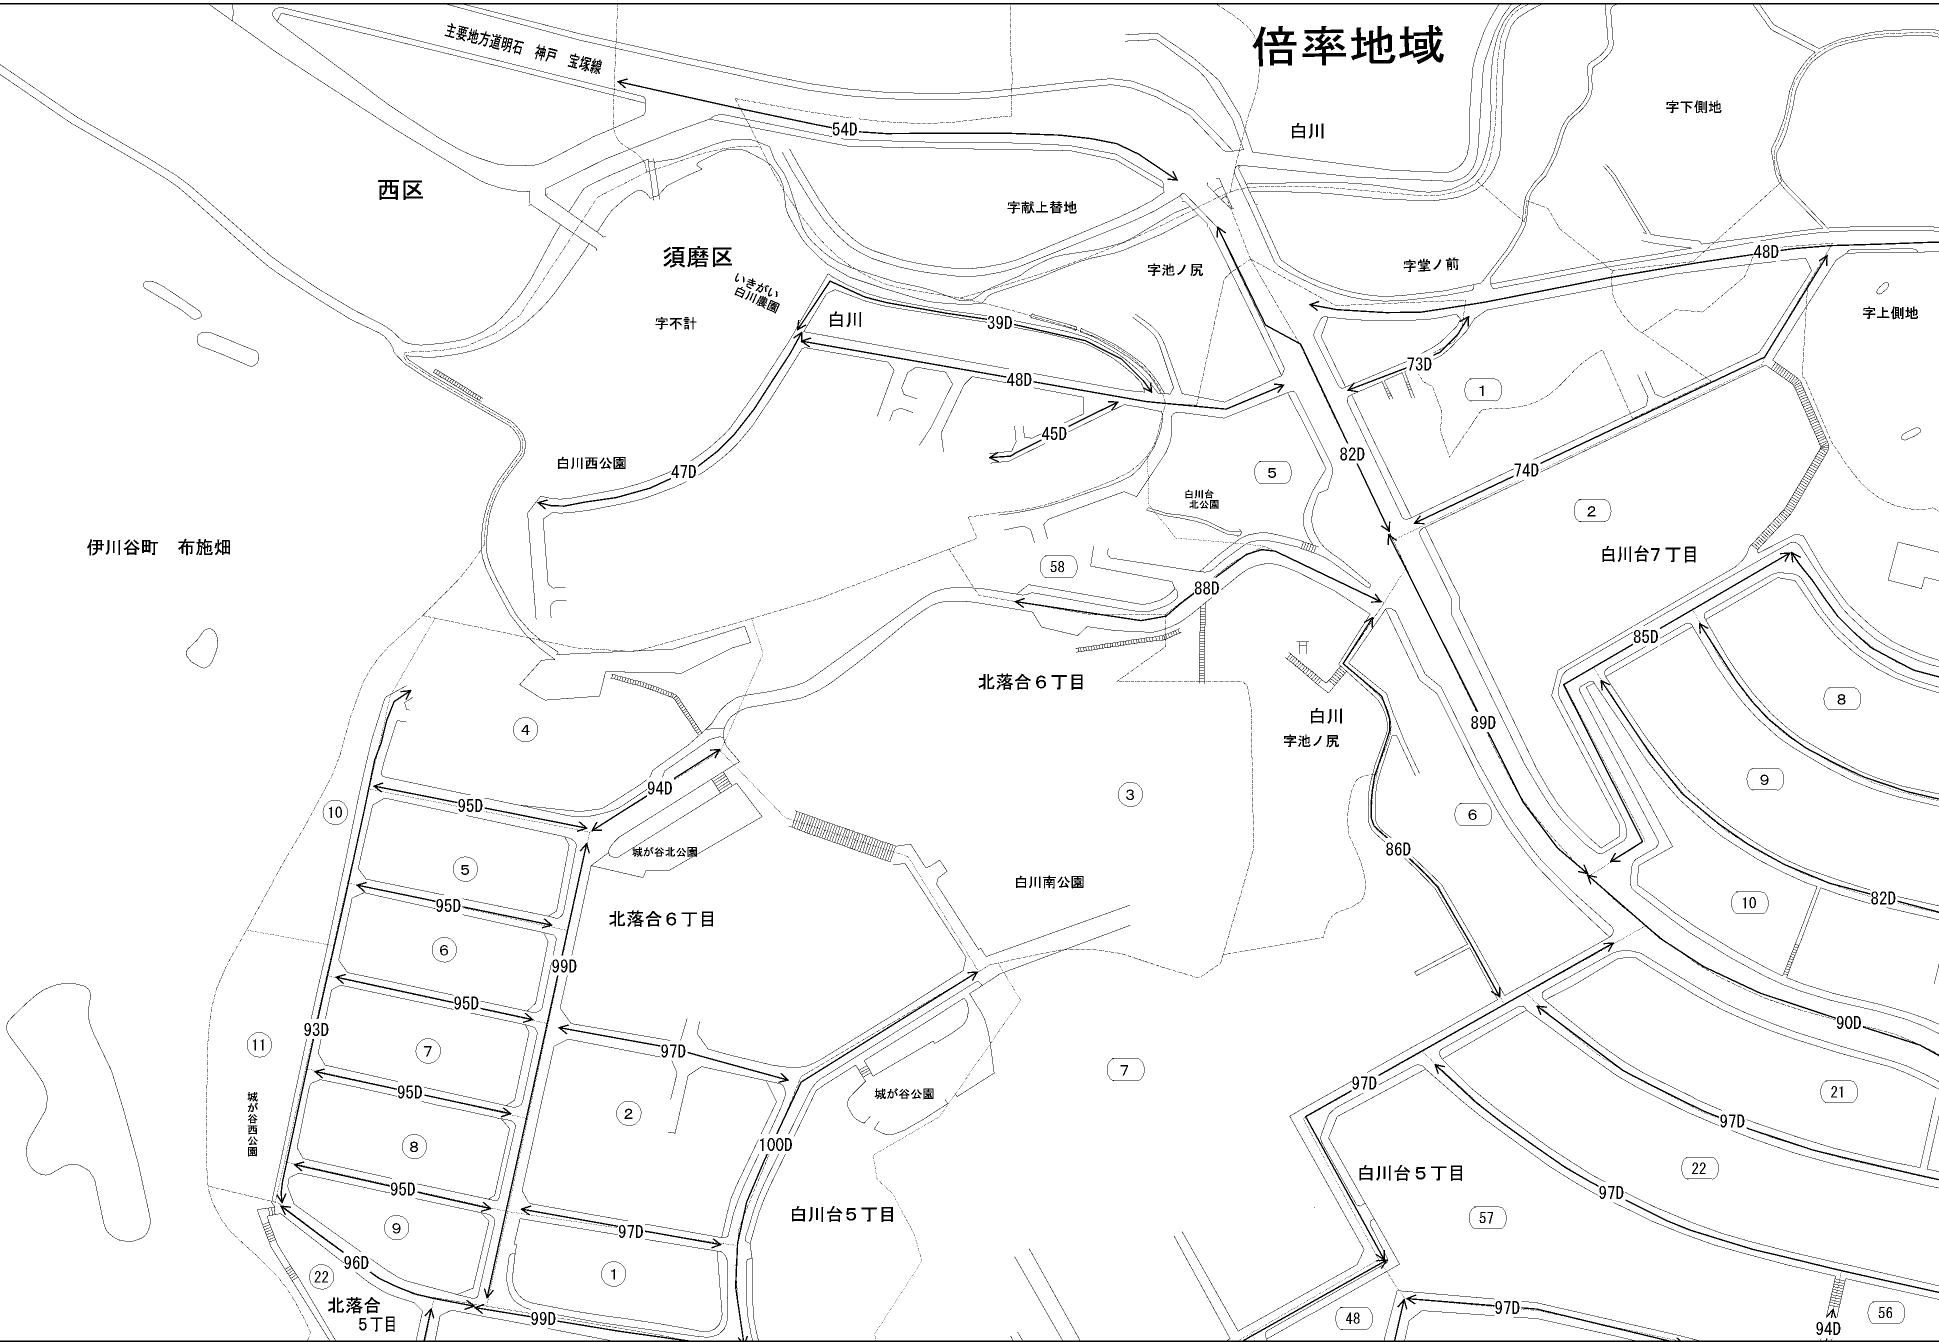 倍率地域
主要地方道明石　神戸　宝塚線
54D
白川
字下側地
西区
字献上替地
須磨区
いきがい
白川農園
字不計
白川
39D
字池ノ尻
字堂ノ前
48D
字上側地
48D
73D
1
45D
82D
白川西公園
47D
5
74D
白川台
北公園
2
伊川谷町　布施畑
白川台7丁目
58
88D
85D
北落合６丁目
8
白川
字池ノ尻
89D
4
94D
9
3
95D
10
6
城が谷北公園
86D
5
白川南公園
82D
10
95D
北落合６丁目
6
99D
95D
93D
90D
11
7
97D
7
97D
21
95D
城が谷公園
2
97D
城が谷西公園
8
100D
22
白川台５丁目
95D
97D
9
白川台５丁目
57
97D
96D
22
1
北落合
５丁目
99D
48
97D
56
94D